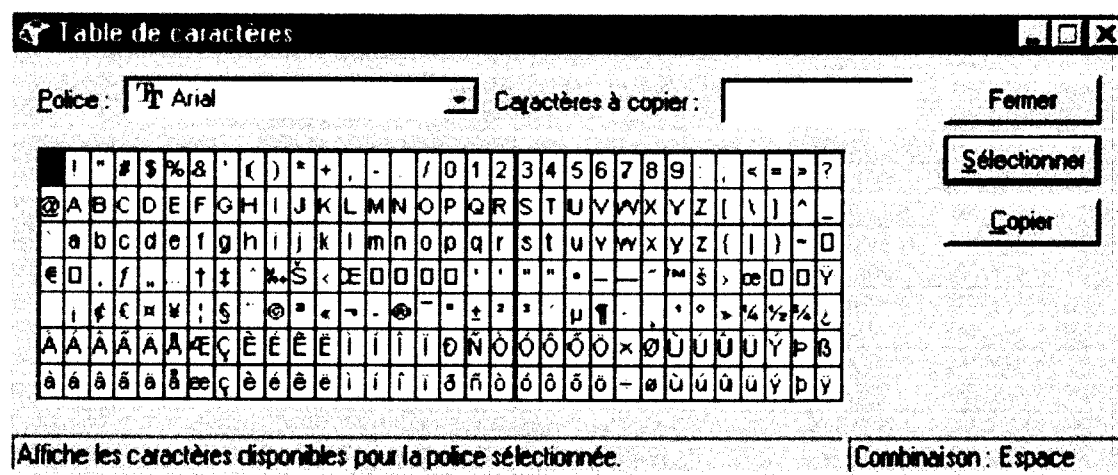 Table de caractères
Police : Arial Caractères à copier : Fermer
Sélectionner
Copier
! " # $ % & ' ( ) * + , - . / 0 1 2 3 4 5 6 7 8 9 : ; < = > ?
@ A B C D E F G H I J K L M N O P Q R S T U V W X Y Z [ \ ] ^ _
` a b c d e f g h i j k l m n o p q r s t u v w x y z { | } ~ □
€ □ ‚ ƒ „ … † ‡ ˆ ‰ Š ‹ Œ □ □ □ □ ‘ ’ “ ” • – — ˜ ™ š › œ □ □ Ÿ
¡ ¢ £ ¤ ¥ ¦ § ¨ © ª « ¬ - ® ¯ ° ± ² ³ ´ µ ¶ · ¸ ¹ º » ¼ ½ ¾ ¿
À Á Â Ã Ä Å Æ Ç È É Ê Ë Ì Í Î Ï Ð Ñ Ò Ó Ô Õ Ö × Ø Ù Ú Û Ü Ý Þ ß
à á â ã ä å æ ç è é ê ë ì í î ï ð ñ ò ó ô õ ö ÷ ø ù ú û ü ý þ ÿ
Affiche les caractères disponibles pour la police sélectionnée. Combinaison : Espace